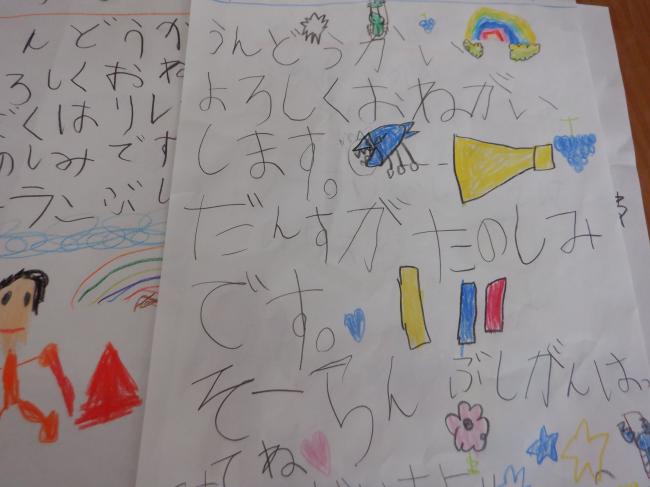 うんどうかい
よろしくおねがい
します。
だんすがたのしみ
です。
そーらんぶしがんばっ
てね
んどうか
ろしくおね
くはリレ
のしみです
ーランぶし